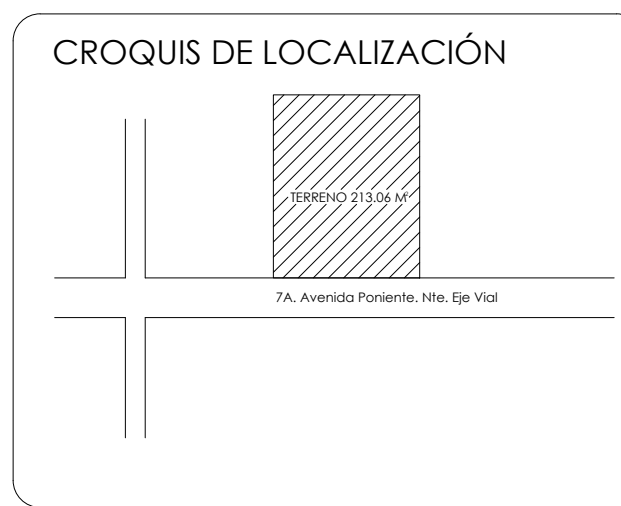 CROQUIS DE LOCALIZACIÓN
TERRENO 213.06 M²
7A. Avenida Poniente. Nte. Eje Vial